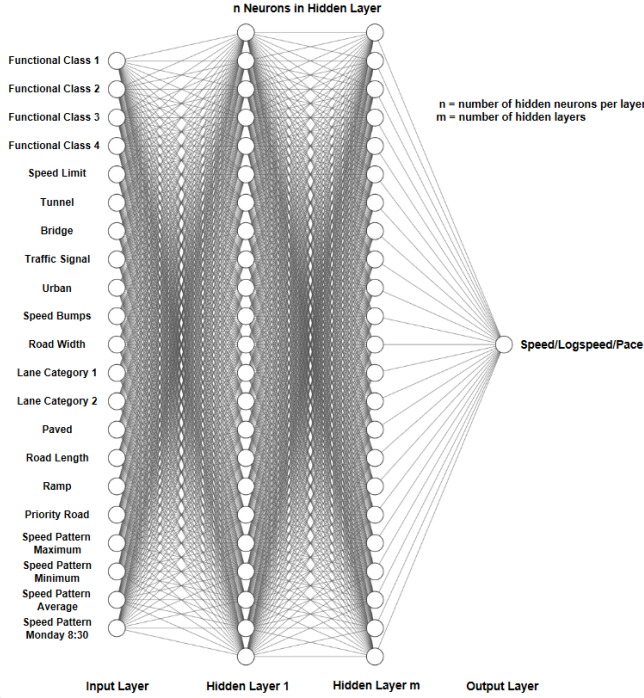 n Neurons in Hidden Layer
n = number of hidden neurons per layer
m = number of hidden layers
Functional Class 1
Functional Class 2
Functional Class 3
Functional Class 4
Speed Limit
Tunnel
Bridge
Traffic Signal
Urban
Speed Bumps
Road Width
Lane Category 1
Lane Category 2
Paved
Road Length
Ramp
Priority Road
Speed Pattern
Maximum
Speed Pattern
Minimum
Speed Pattern
Average
Speed Pattern
Monday 8:30
Speed/Logspeed/Pace
Input Layer
Hidden Layer 1
Hidden Layer m
Output Layer